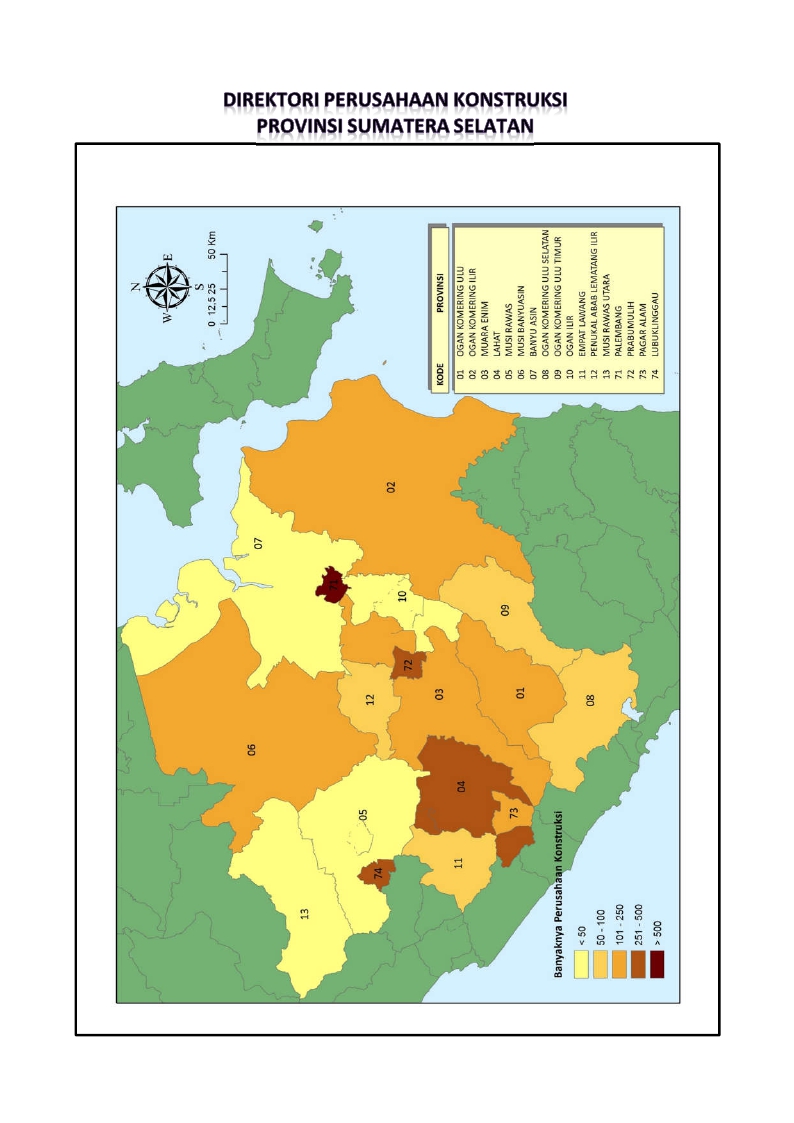 DIREKTORI PERUSAHAAN KONSTRUKSI
PROVINSI SUMATERA SELATAN
N
W
E
S
0 12,5 25 50 Km
KODE PROVINSI
01 OGAN KOMERING ULU
02 OGAN KOMERING ILIR
03 MUARA ENIM
04 LAHAT
05 MUSI RAWAS
06 MUSI BANYUASIN
07 BANYU ASIN
08 OGAN KOMERING ULU SELATAN
09 OGAN KOMERING ULU TIMUR
10 OGAN ILIR
11 EMPAT LAWANG
12 PENUKAL ABAB LEMATANG ILIR
13 MUSI RAWAS UTARA
71 PALEMBANG
72 PRABUMULIH
73 PAGAR ALAM
74 LUBUKLINGGAU
13
74
05
11
06
04
73
12
03
01
08
72
10
71
09
07
02
Banyaknya Perusahaan Konstruksi
< 50
50 - 100
101 - 250
251 - 500
> 500